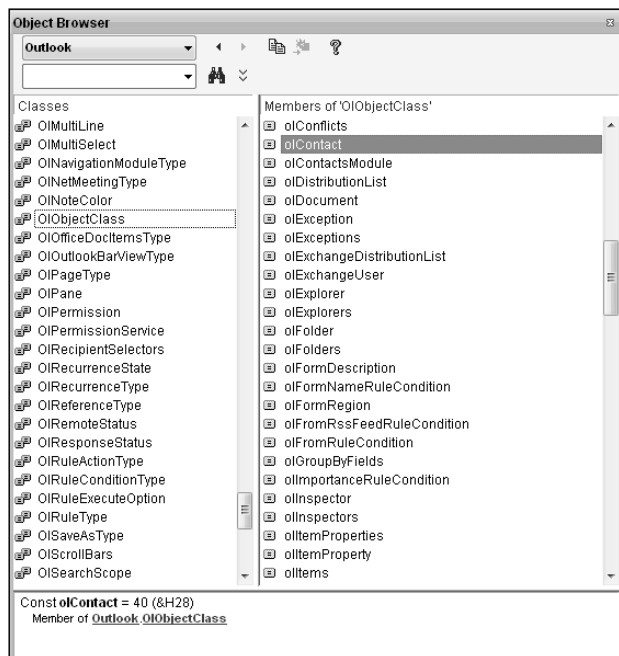 Object Browser
Outlook
Classes
OlMultiLine
OlMultiSelect
OlNavigationModuleType
OlNetMeetingType
OlNoteColor
OlObjectClass
OlOfficeDocItemsType
OlOutlookBarViewType
OlPageType
OlPane
OlPermission
OlPermissionService
OlRecipientSelectors
OlRecurrenceState
OlRecurrenceType
OlReferenceType
OlRemoteStatus
OlResponseStatus
OlRuleActionType
OlRuleConditionType
OlRuleExecuteOption
OlRuleType
OlSaveAsType
OlScrollBars
OlSearchScope
Members of 'OlObjectClass'
olConflicts
olContact
olContactsModule
olDistributionList
olDocument
olException
olExceptions
olExchangeDistributionList
olExchangeUser
olExplorer
olExplorers
olFolder
olFolders
olFormDescription
olFormNameRuleCondition
olFormRegion
olFromRssFeedRuleCondition
olFromRuleCondition
olGroupByFields
olImportanceRuleCondition
olInspector
olInspectors
olItemProperties
olItemProperty
olItems
Const olContact = 40 (&H28)
Member of Outlook.OlObjectClass